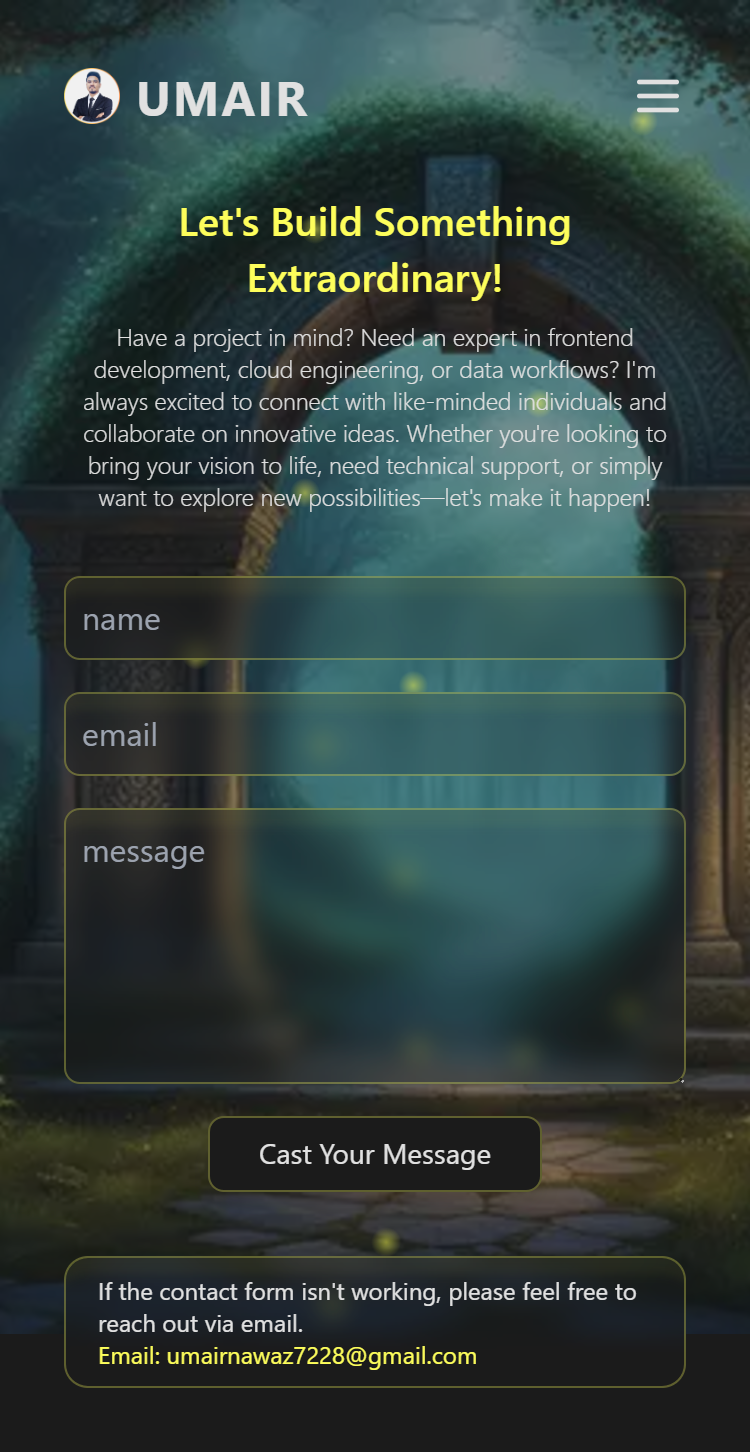 UMAIR
Let's Build Something
Extraordinary!
Have a project in mind? Need an expert in frontend
development, cloud engineering, or data workflows? I'm
always excited to connect with like-minded individuals and
collaborate on innovative ideas. Whether you're looking to
bring your vision to life, need technical support, or simply
want to explore new possibilities—let's make it happen!
name
email
message
Cast Your Message
If the contact form isn't working, please feel free to
reach out via email.
Email: umairnawaz7228@gmail.com